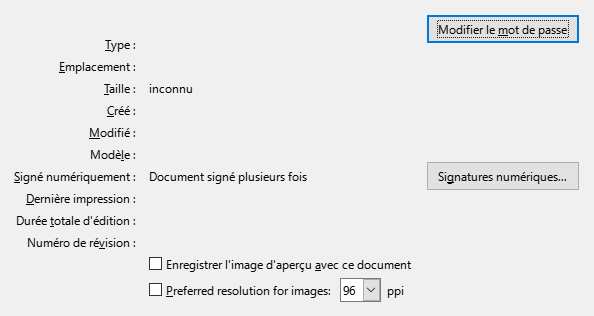 Modifier le mot de passe
Type :
Emplacement :
Taille : inconnu
Créé :
Modifié :
Modèle :
Signé numériquement : Document signé plusieurs fois Signatures numériques...
Dernière impression :
Durée totale d'édition :
Numéro de révision :
Enregistrer l'image d'aperçu avec ce document
Preferred resolution for images: 96 ppi